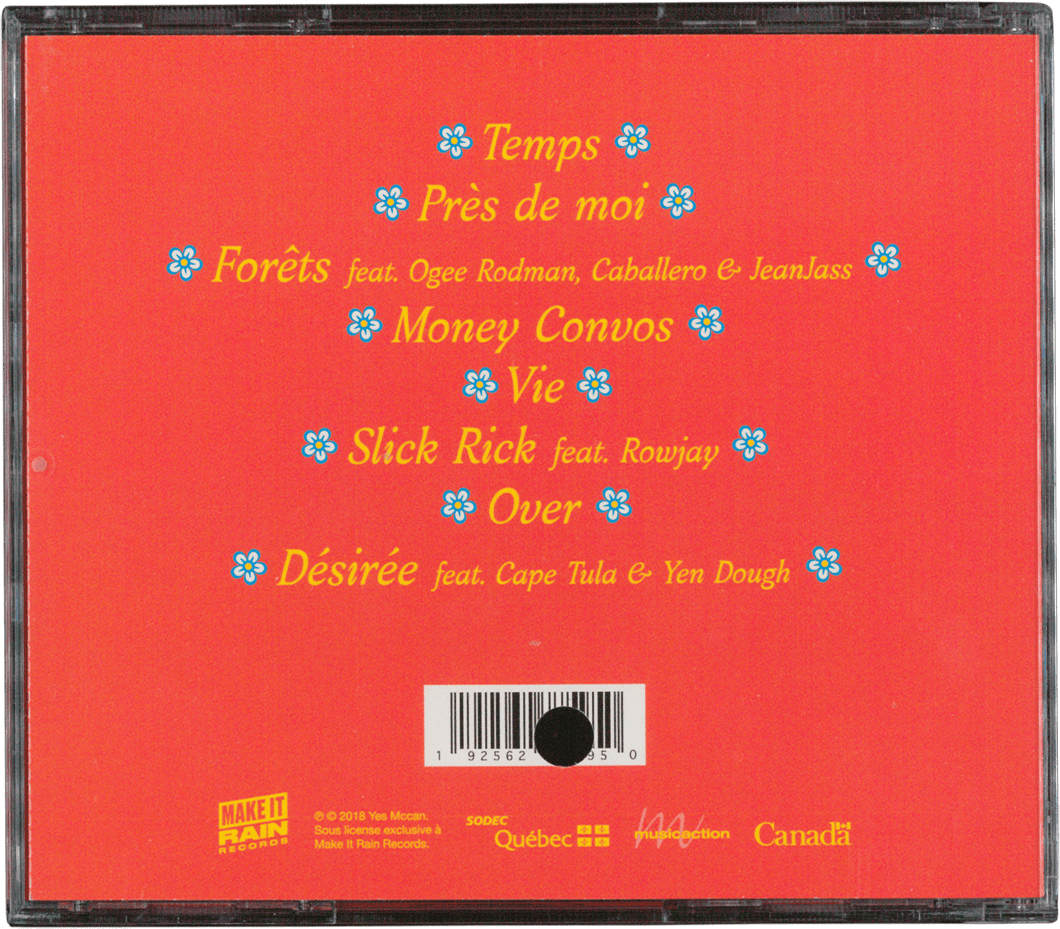 Temps
Près de moi
Forêts feat. Ogee Rodman, Caballero & JeanJass
Money Convos
Vie
Slick Rick feat. Rowjay
Over
Désirée feat. Cape Tula & Yen Dough
1 92562 95 0
MAKE IT
RAIN
RECORDS
℗ © 2018 Yes Mccan.
Sous license exclusive à
Make It Rain Records.
SODEC
Québec
musicaction
Canada